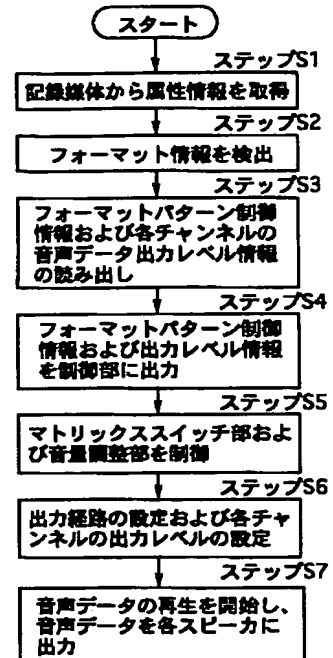 スタート
ステップS1
記録媒体から属性情報を取得
ステップS2
フォーマット情報を検出
ステップS3
フォーマットパターン制御
情報および各チャンネルの
音声データ出力レベル情報
の読み出し
ステップS4
フォーマットパターン制御
情報および出力レベル情報
を制御部に出力
ステップS5
マトリックススイッチ部およ
び音量調整部を制御
ステップS6
出力経路の設定および各チャ
ンネルの出力レベルの設定
ステップS7
音声データの再生を開始し、
音声データを各スピーカに
出力